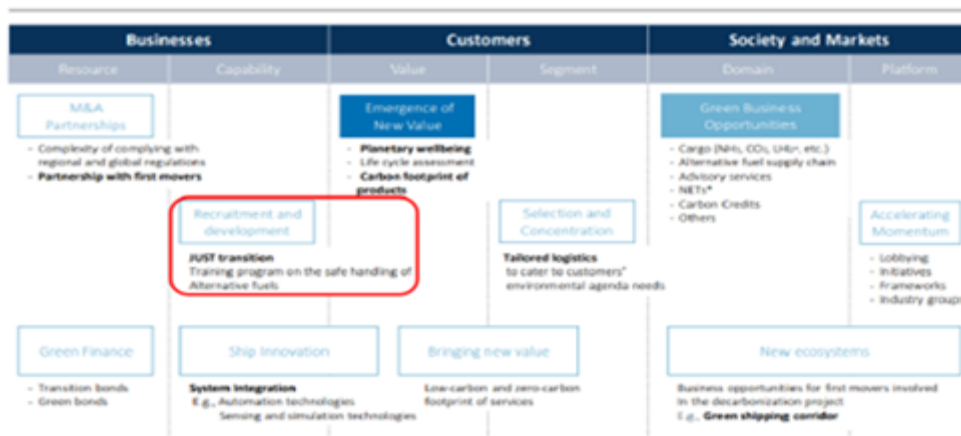 Businesses
Customers
Society and Markets
Resource
Capability
Value
Segment
Domain
Platform
M&A
Partnerships
- Complexity of complying with
regional and global regulations
- Partnership with first movers
Emergence of
New Value
- Planetary wellbeing
- Life cycle assessment
- Carbon footprint of
products
Green Business
Opportunities
- Cargo (NH₃, CO₂, LH₂, etc.)
- Alternative fuel supply chain
- Advisory services
- NETs*
- Carbon Credits
- Others
Recruitment and
development
JUST transition
Training program on the safe handling of
Alternative fuels
Selection and
Concentration
Tailored logistics
to cater to customers'
environmental agenda needs
Accelerating
Momentum
- Lobbying
- Initiatives
- Frameworks
- Industry group
Green Finance
- Transition bonds
- Green bonds
Ship Innovation
System Integration
E.g., Automation technologies
Sensing and simulation technologies
Bringing new value
Low-carbon and zero-carbon
footprint of services
New ecosystems
Business opportunities for first movers involved
In the decarbonization project
E.g., Green shipping corridor